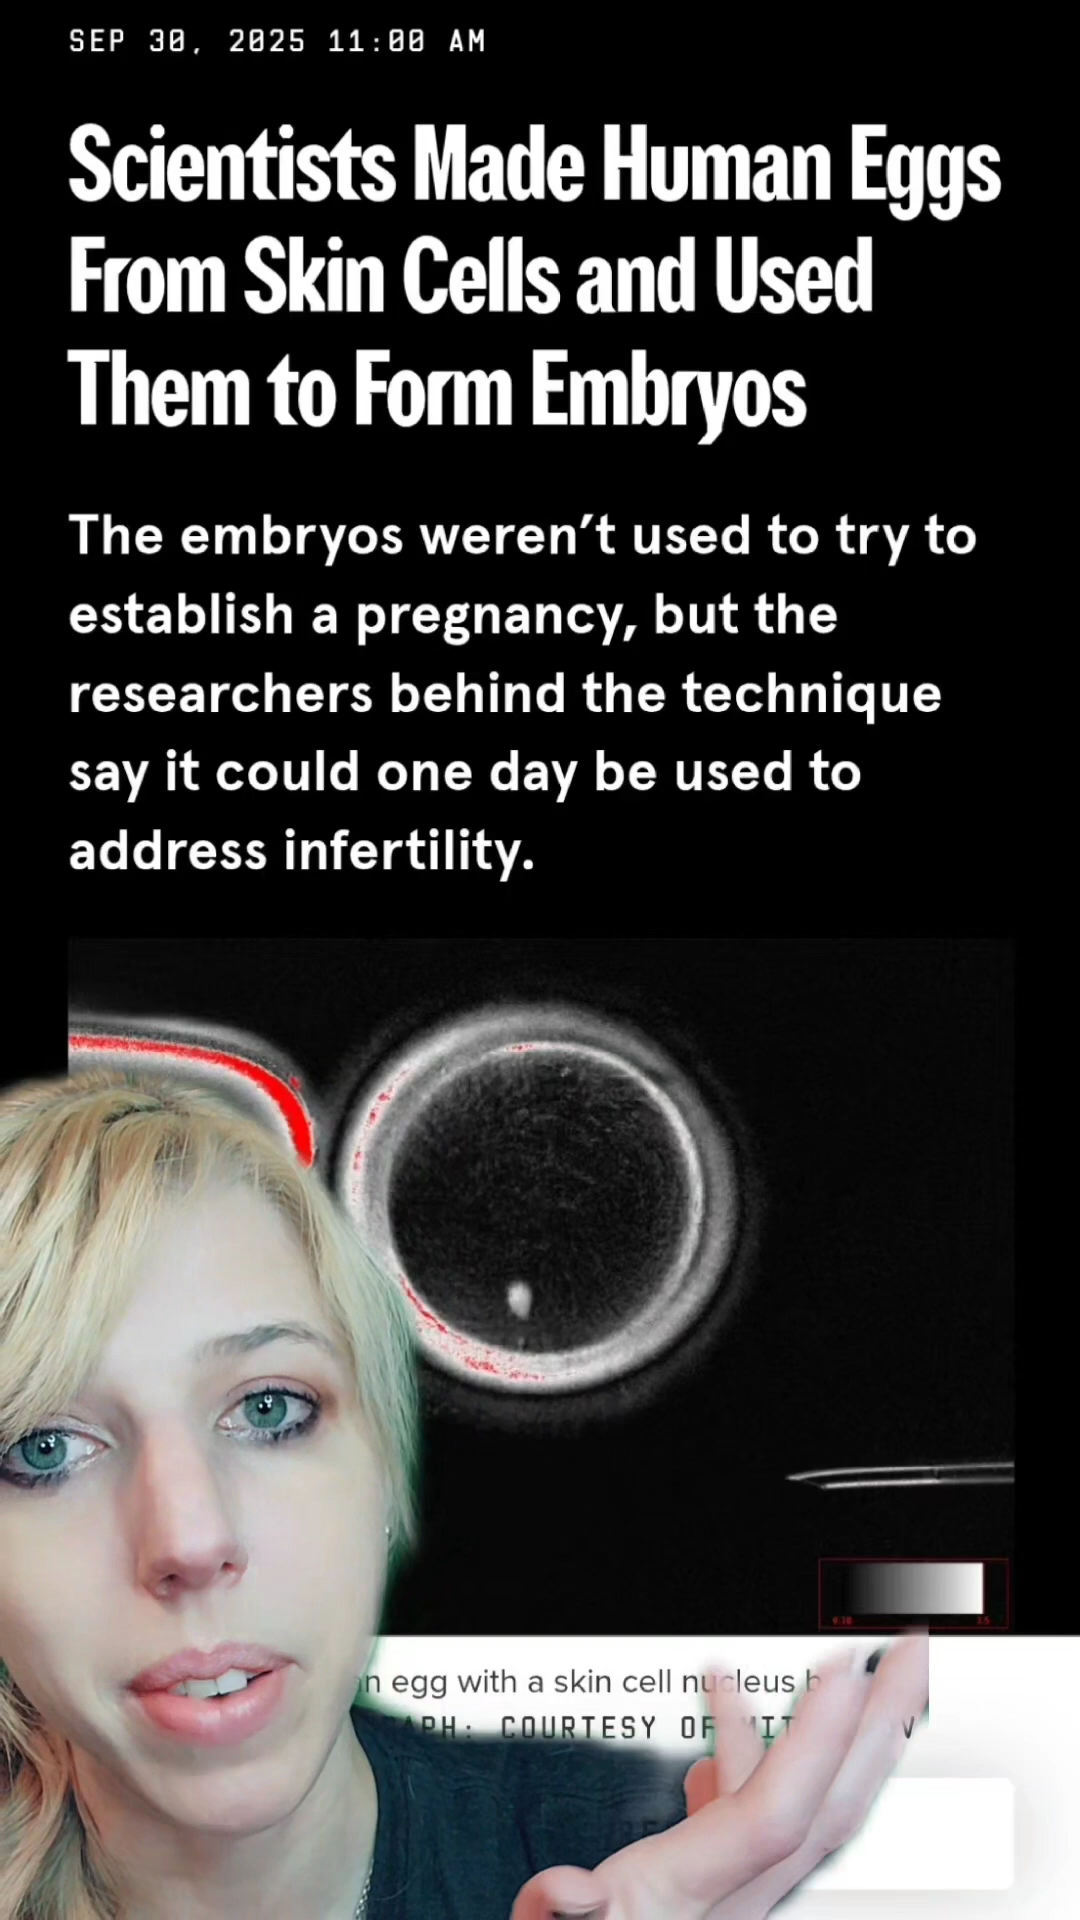 SEP 30, 2025 11:00 AM
Scientists Made Human Eggs
From Skin Cells and Used
Them to Form Embryos
The embryos weren’t used to try to
establish a pregnancy, but the
researchers behind the technique
say it could one day be used to
address infertility.
egg with a skin cell nucleus
COURTESY OF